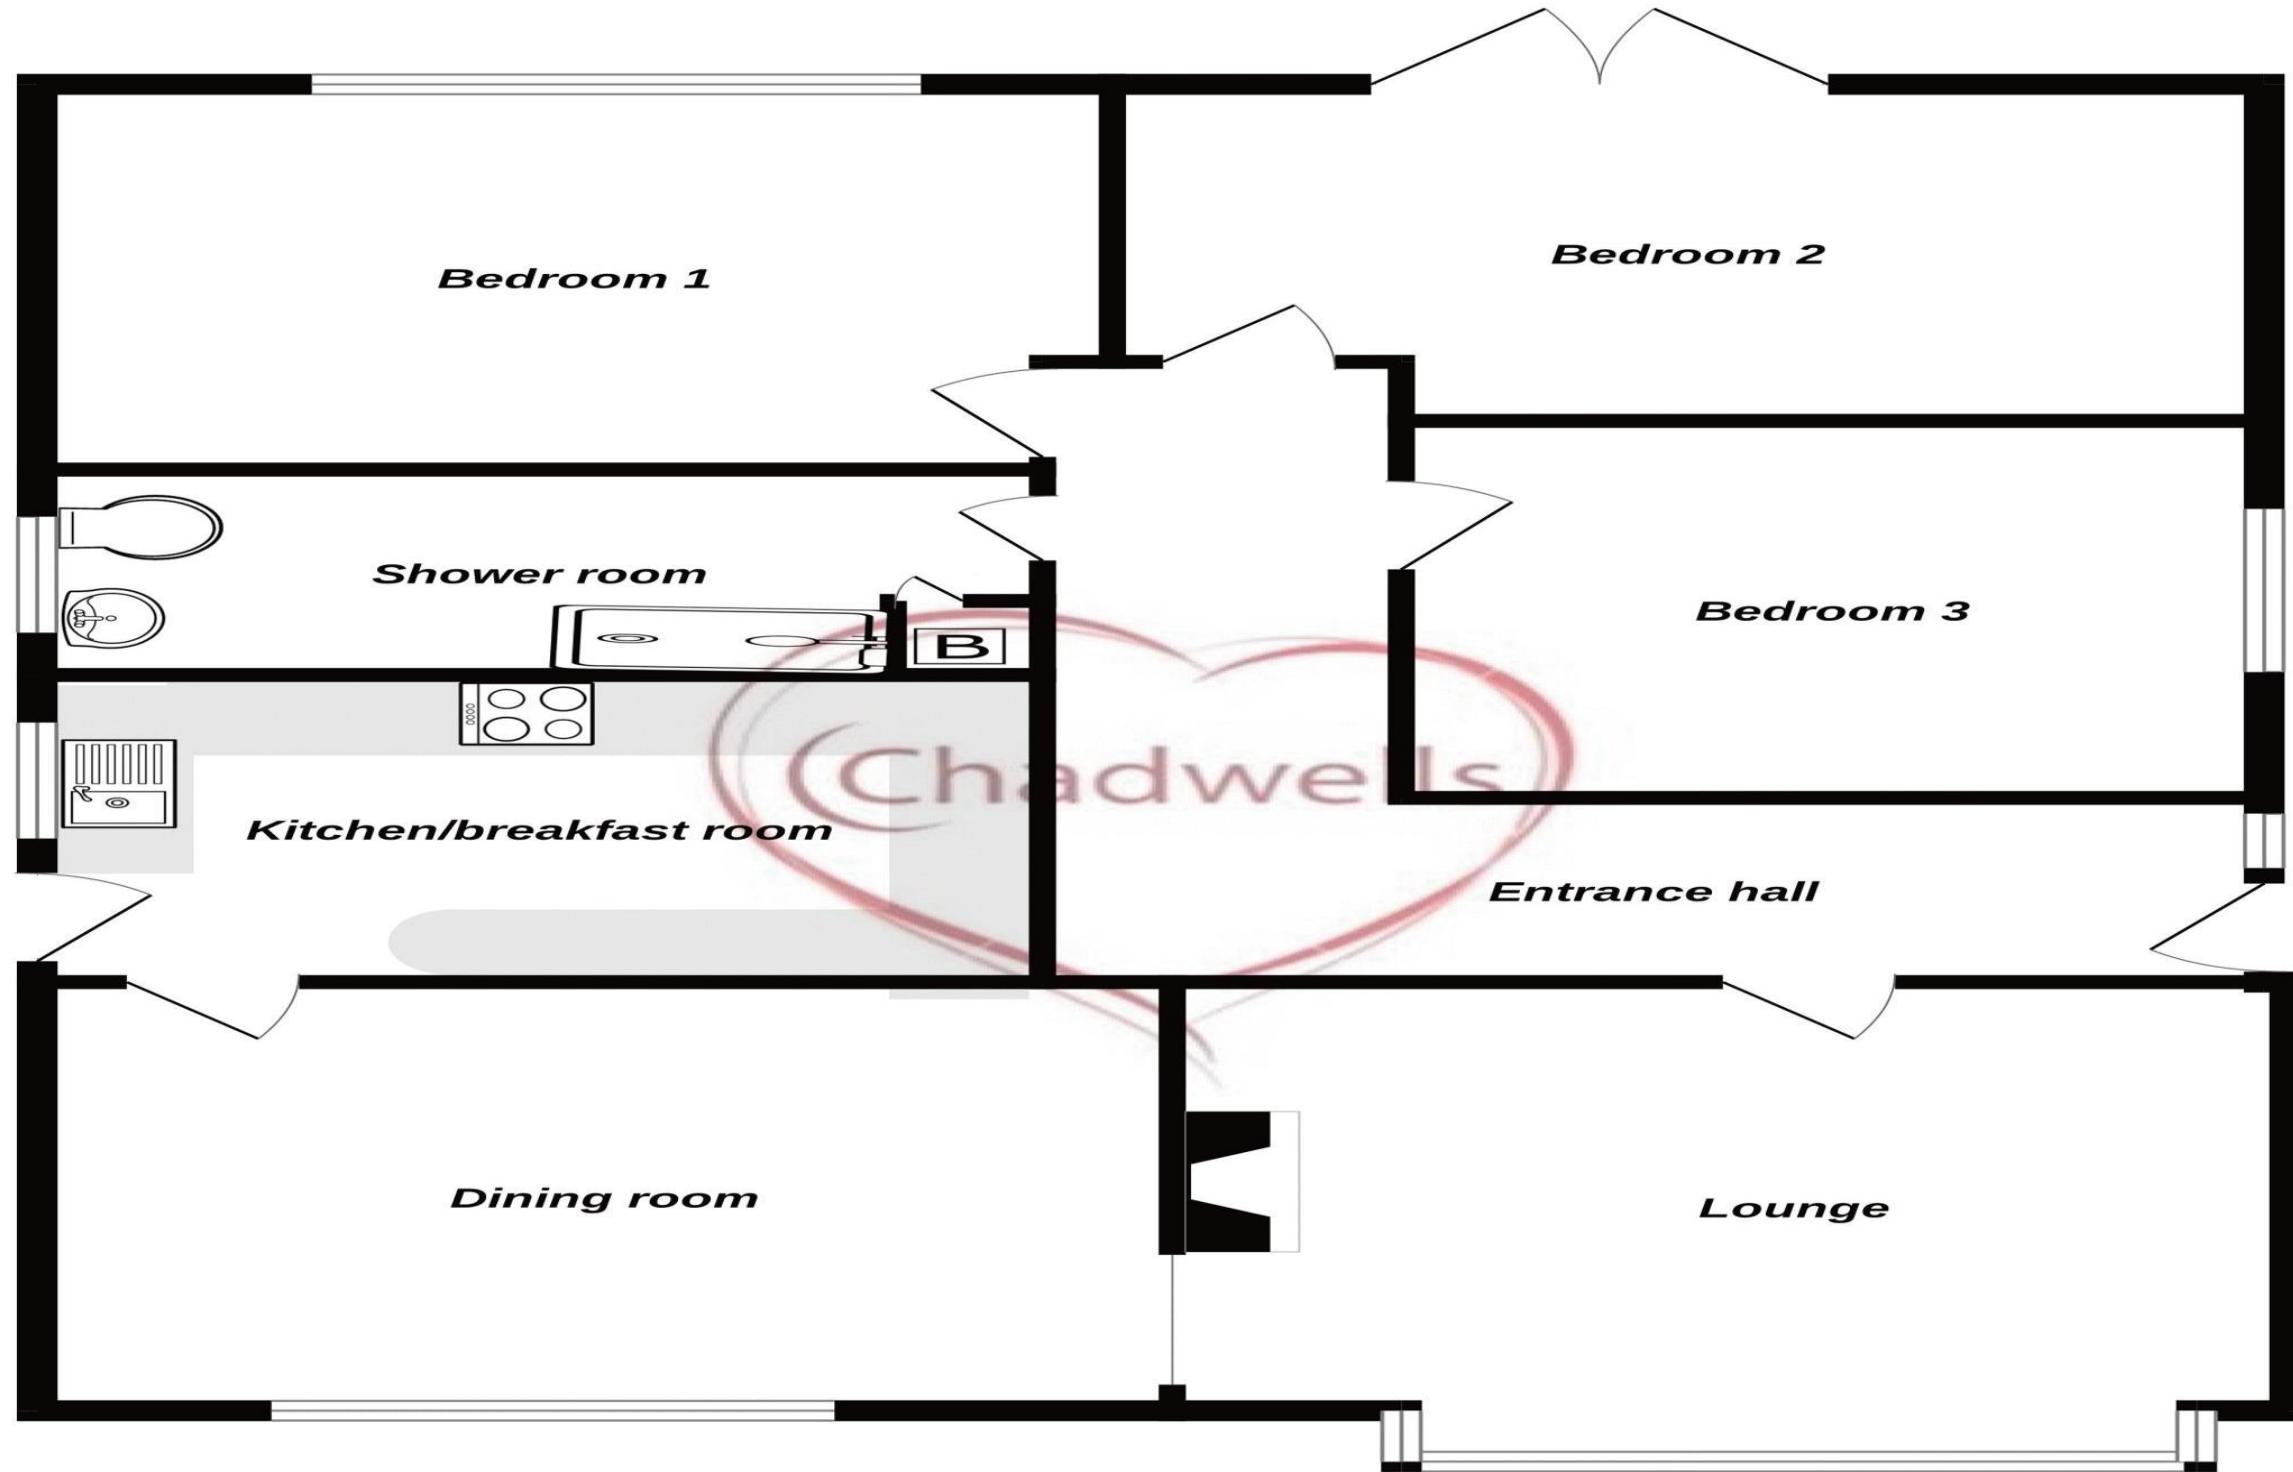 Bedroom 1
Bedroom 2
Shower room
Bedroom 3
B
Chadwells
Kitchen/breakfast room
Entrance hall
Dining room
Lounge